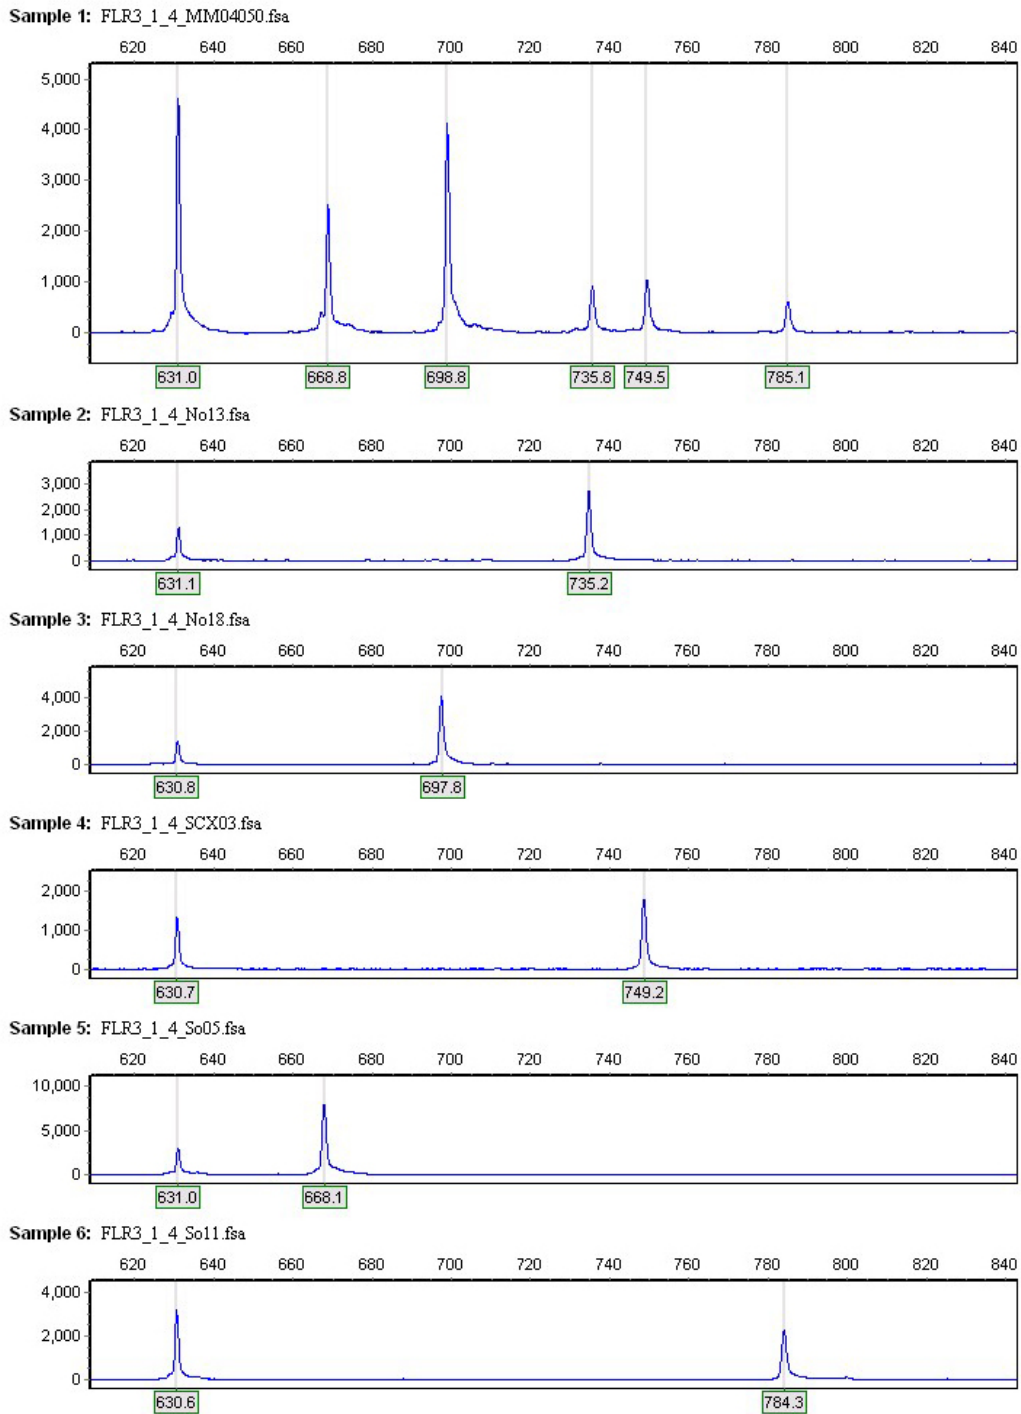 Sample 1: FLR3_1_4_MM04050.fsa
620 640 660 680 700 720 740 760 780 800 820 840
5,000
4,000
3,000
2,000
1,000
0
631.0 668.8 698.8 735.8 749.5 785.1
Sample 2: FLR3_1_4_No13.fsa
620 640 660 680 700 720 740 760 780 800 820 840
3,000
2,000
1,000
0
631.1 735.2
Sample 3: FLR3_1_4_No18.fsa
620 640 660 680 700 720 740 760 780 800 820 840
4,000
2,000
0
630.8 697.8
Sample 4: FLR3_1_4_SCX03.fsa
620 640 660 680 700 720 740 760 780 800 820 840
2,000
1,000
0
630.7 749.2
Sample 5: FLR3_1_4_So05.fsa
620 640 660 680 700 720 740 760 780 800 820 840
10,000
5,000
0
631.0 668.1
Sample 6: FLR3_1_4_So11.fsa
620 640 660 680 700 720 740 760 780 800 820 840
4,000
2,000
0
630.6 784.3